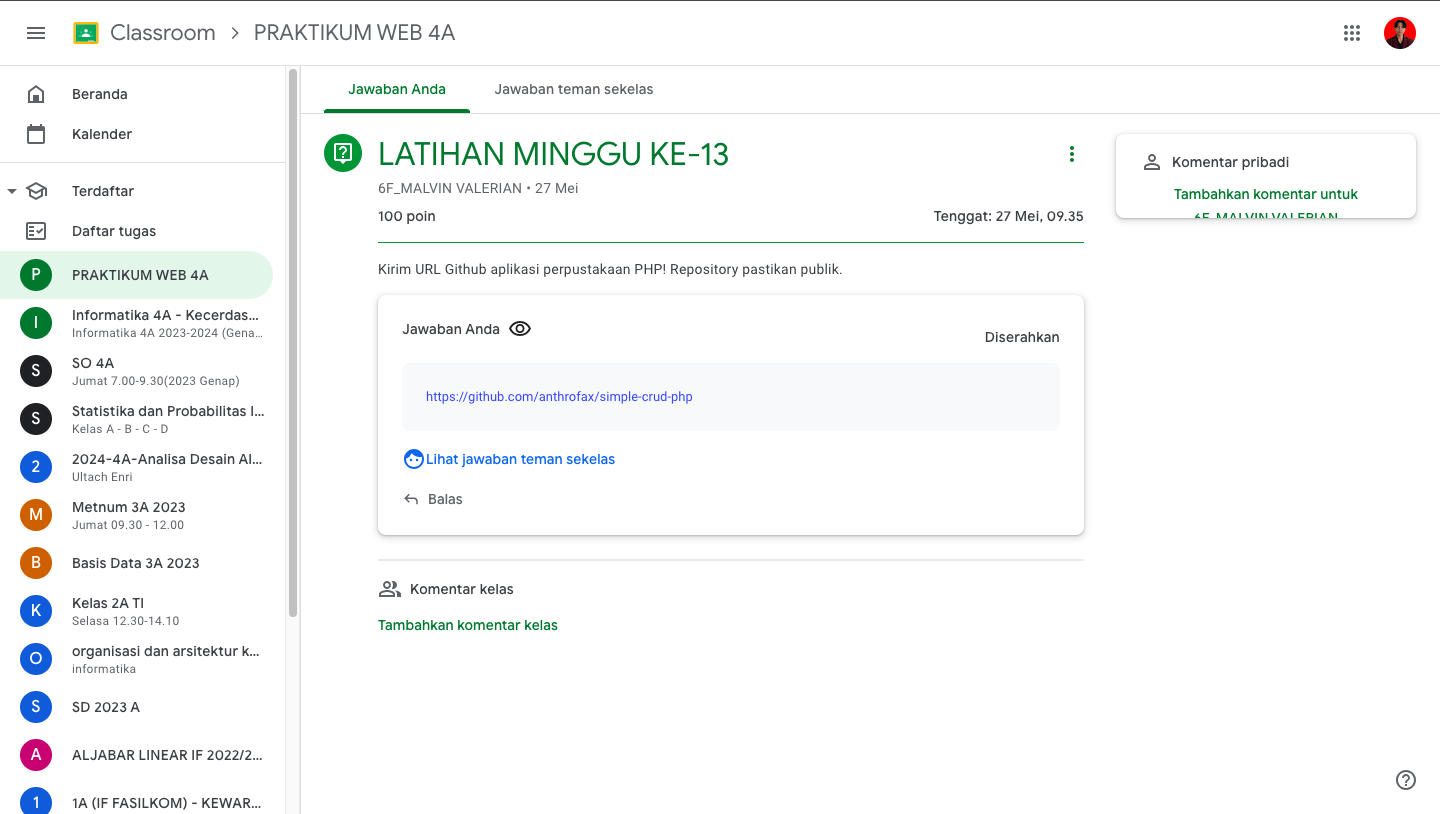 Classroom > PRAKTIKUM WEB 4A
Beranda
Kalender
Terdaftar
Daftar tugas
P PRAKTIKUM WEB 4A
I Informatika 4A - Kecerdas...
Informatika 4A 2023-2024 (Gena...
S SO 4A
Jumat 7.00-9.30(2023 Genap)
S Statistika dan Probabilitas I...
Kelas A - B - C - D
2 2024-4A-Analisa Desain Al...
Ultach Enri
M Metnum 3A 2023
Jumat 09.30 - 12.00
B Basis Data 3A 2023
K Kelas 2A TI
Selasa 12.30-14.10
O organisasi dan arsitektur k...
informatika
S SD 2023 A
A ALJABAR LINEAR IF 2022/2...
1 1A (IF FASILKOM) - KEWAR...
Jawaban Anda
Jawaban teman sekelas
LATIHAN MINGGU KE-13
6F_MALVIN VALERIAN • 27 Mei
100 poin
Tenggat: 27 Mei, 09.35
Kirim URL Github aplikasi perpustakaan PHP! Repository pastikan publik.
Jawaban Anda
Diserahkan
https://github.com/anthrofax/simple-crud-php
Lihat jawaban teman sekelas
Balas
Komentar kelas
Tambahkan komentar kelas
Komentar pribadi
Tambahkan komentar untuk
6F_MALVIN VALERIAN